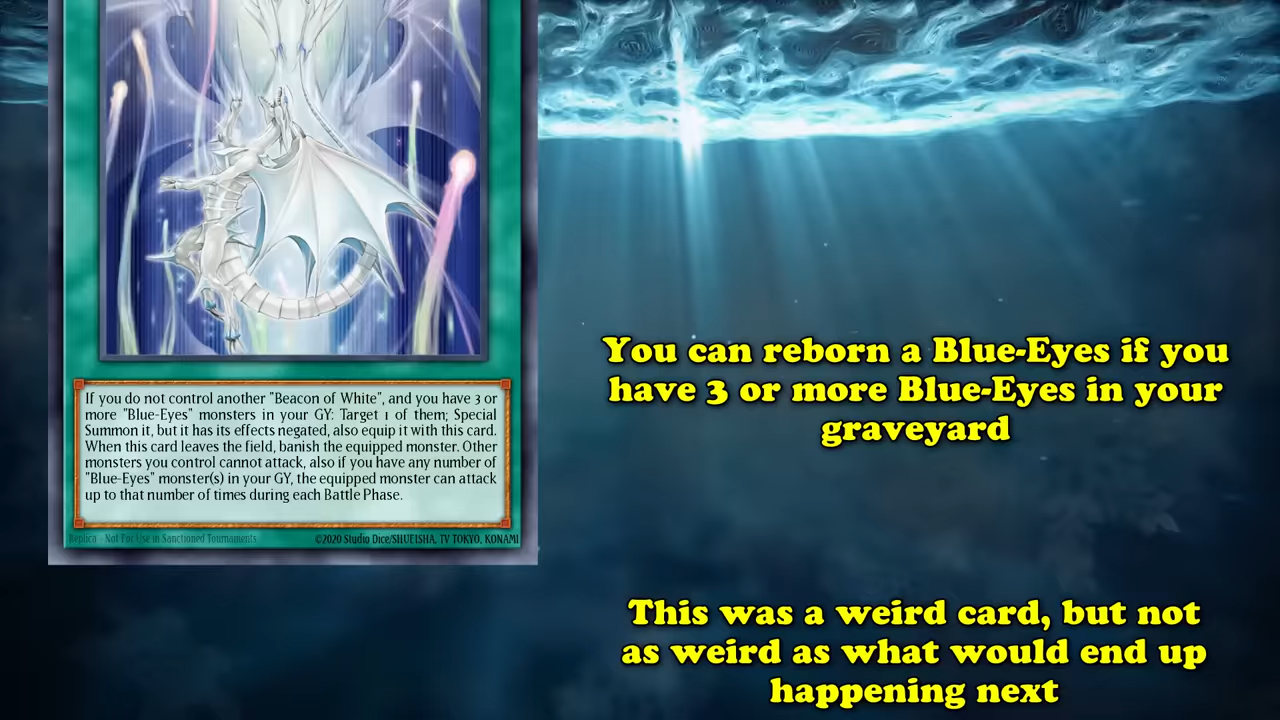 If you do not control another "Beacon of White", and you have 3 or
more "Blue-Eyes" monsters in your GY: Target 1 of them; Special
Summon it, but it has its effects negated, also equip it with this card.
When this card leaves the field, banish the equipped monster. Other
monsters you control cannot attack, also if you have any number of
"Blue-Eyes" monster(s) in your GY, the equipped monster can attack
up to that number of times during each Battle Phase.
Replica - Not For Use in Sanctioned Tournaments
©2020 Studio Dice/SHUEISHA, TV TOKYO, KONAMI
You can reborn a Blue-Eyes if you
have 3 or more Blue-Eyes in your
graveyard
This was a weird card, but not
as weird as what would end up
happening next